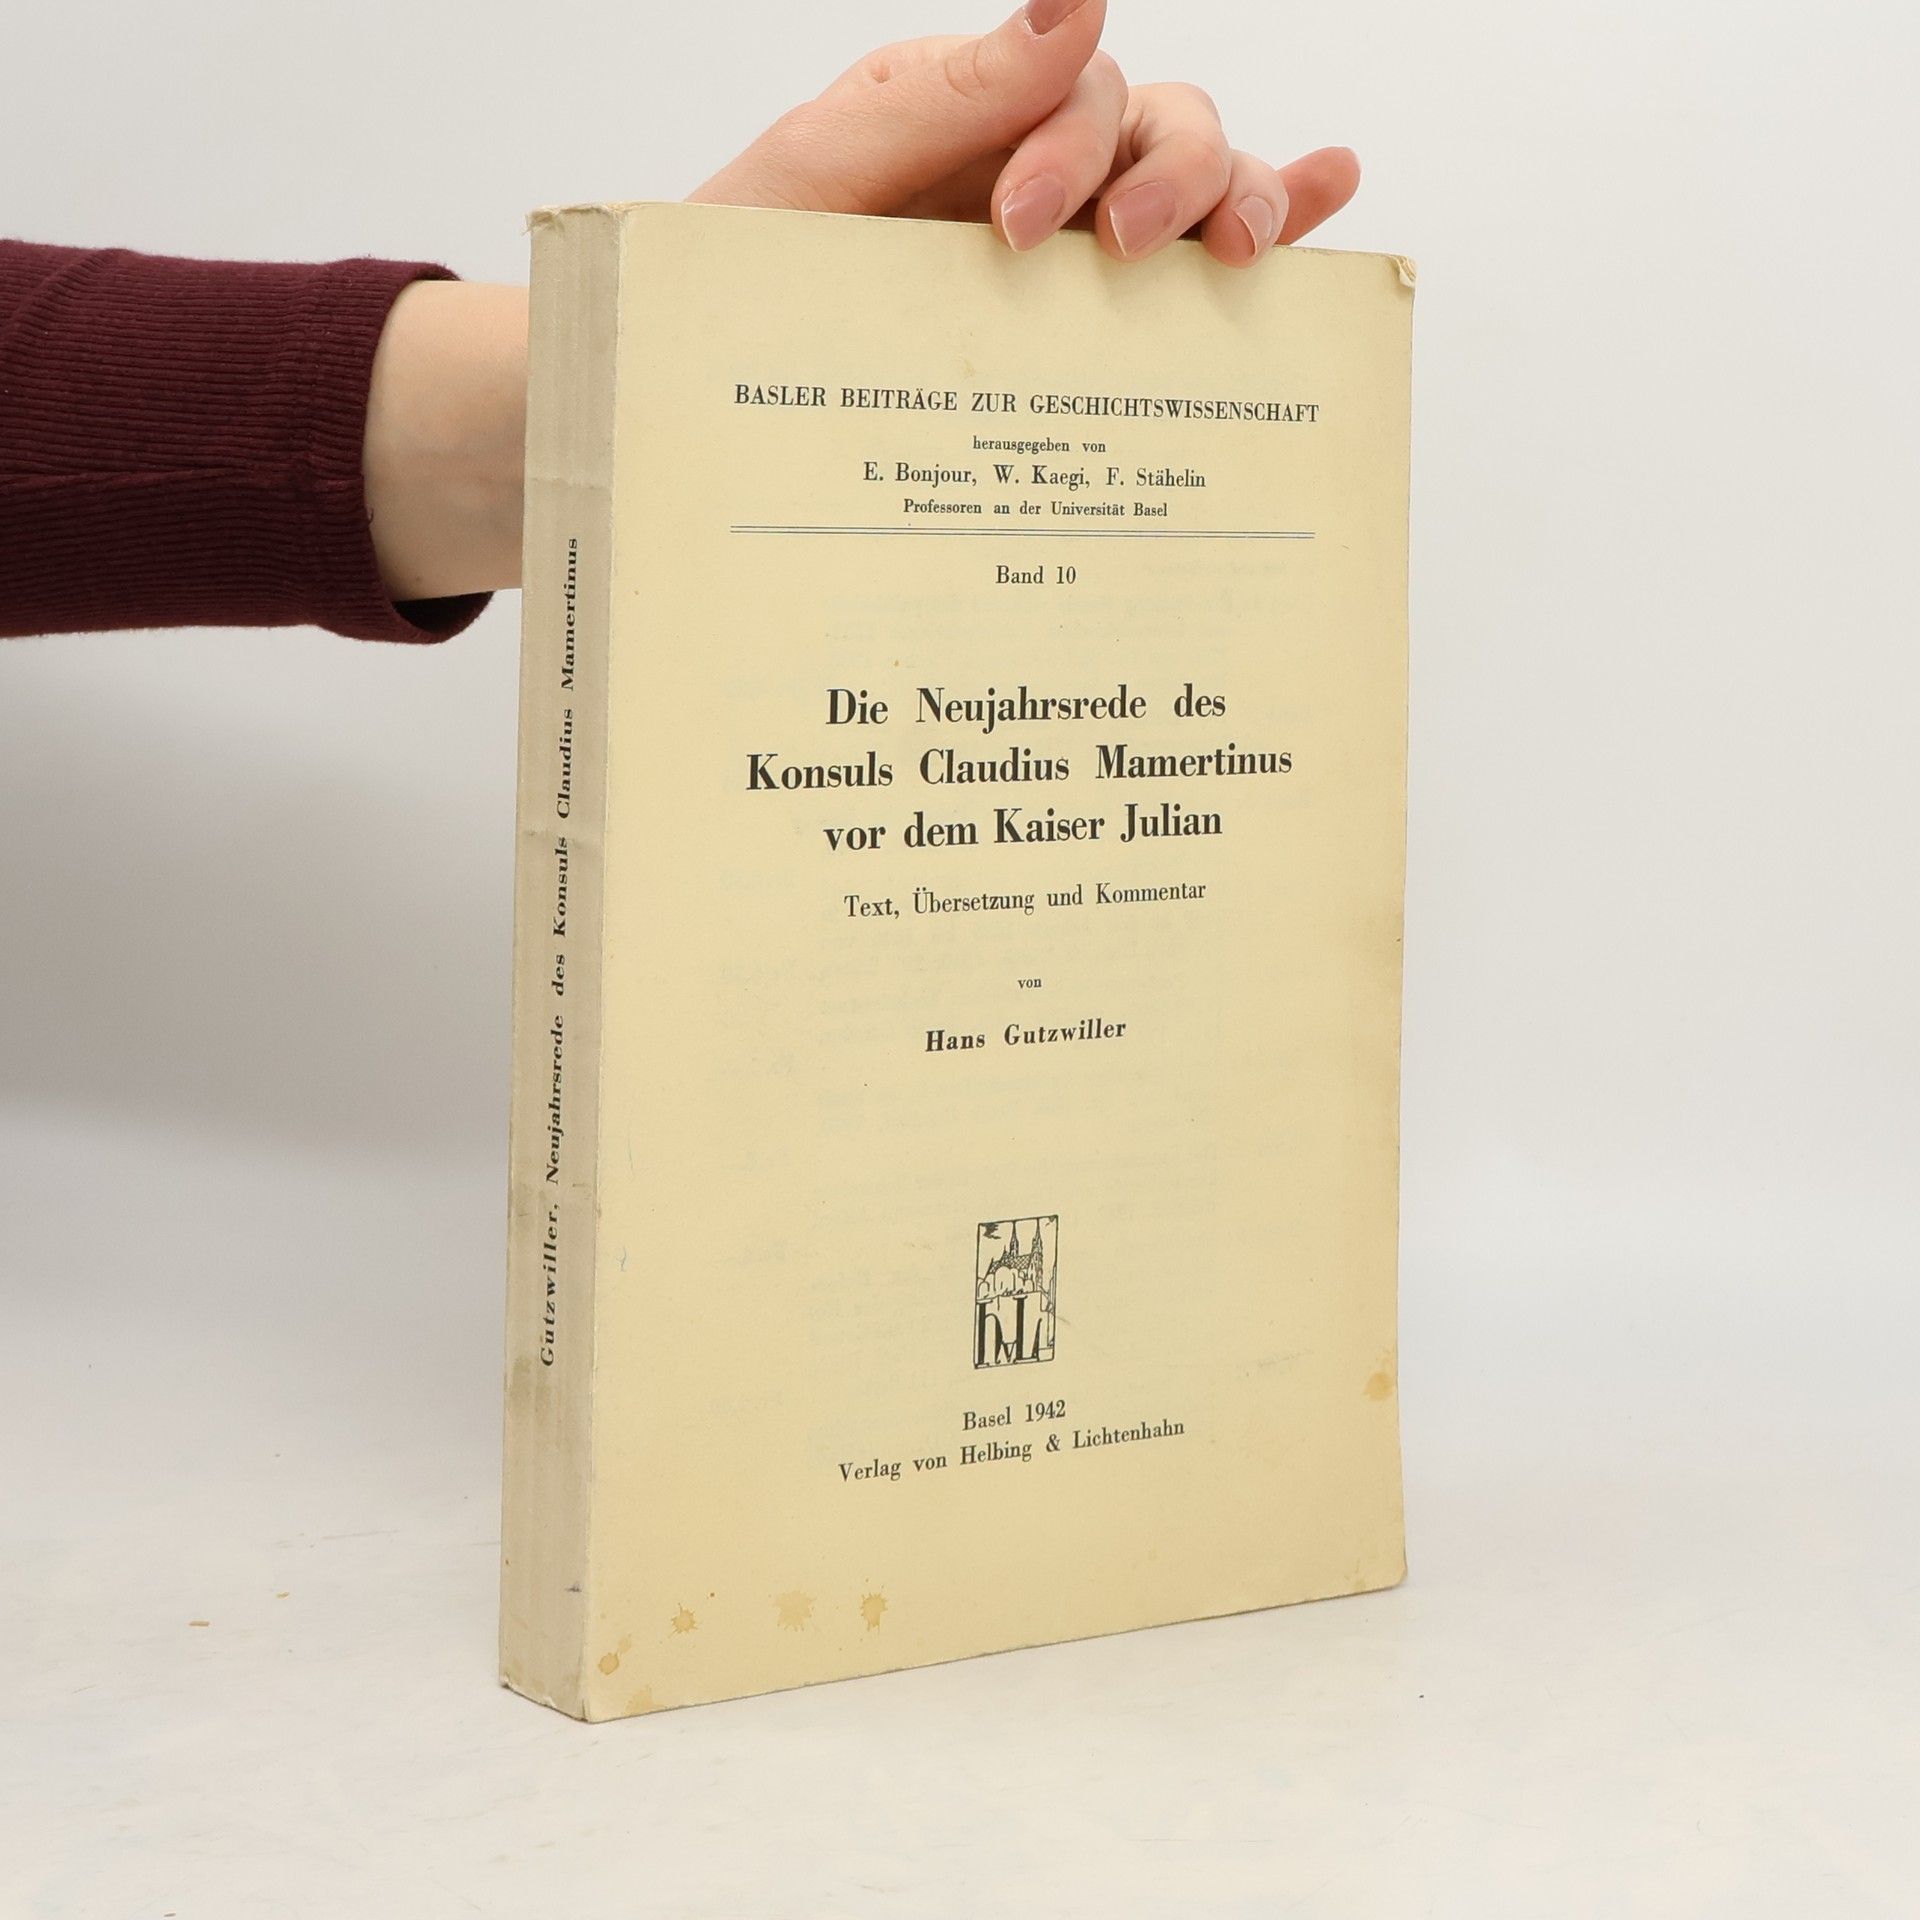 BASLER BEITRÄGE ZUR GESCHICHTSWISSENSCHAFT
herausgegeben von
E. Bonjour, W. Kaegi, F. Stähelin
Professoren an der Universität Basel
Band 10
Die Neujahrsrede des
Konsuls Claudius Mamertinus
vor dem Kaiser Julian
Text, Übersetzung und Kommentar
von
Hans Gutzwiller
Basel 1942
Verlag von Helbing & Lichtenhahn
Gutzwiller, Neujahrsrede des Konsuls Claudius Mamertinus